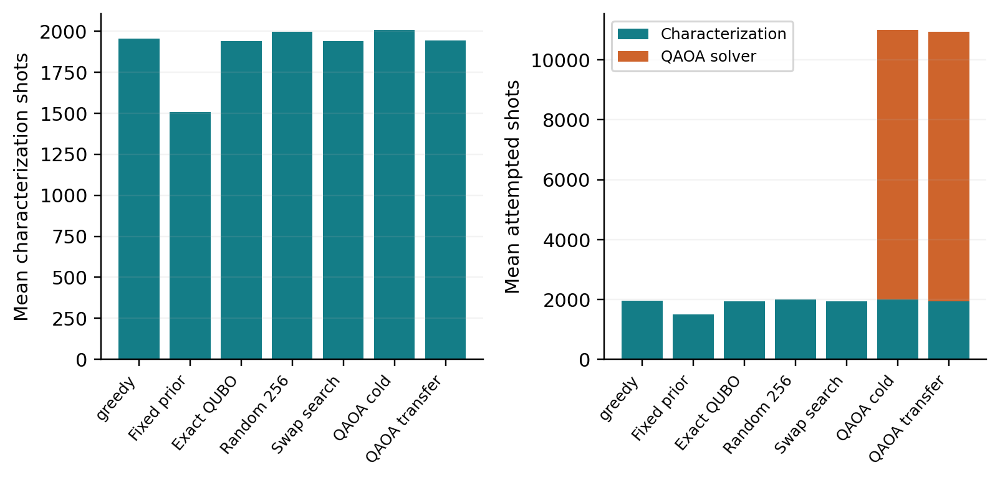 Mean characterization shots
2000
1750
1500
1250
1000
750
500
250
0
greedy
Fixed prior
Exact QUBO
Random 256
Swap search
QAOA cold
QAOA transfer
Mean attempted shots
10000
8000
6000
4000
2000
0
Characterization
QAOA solver
greedy
Fixed prior
Exact QUBO
Random 256
Swap search
QAOA cold
QAOA transfer